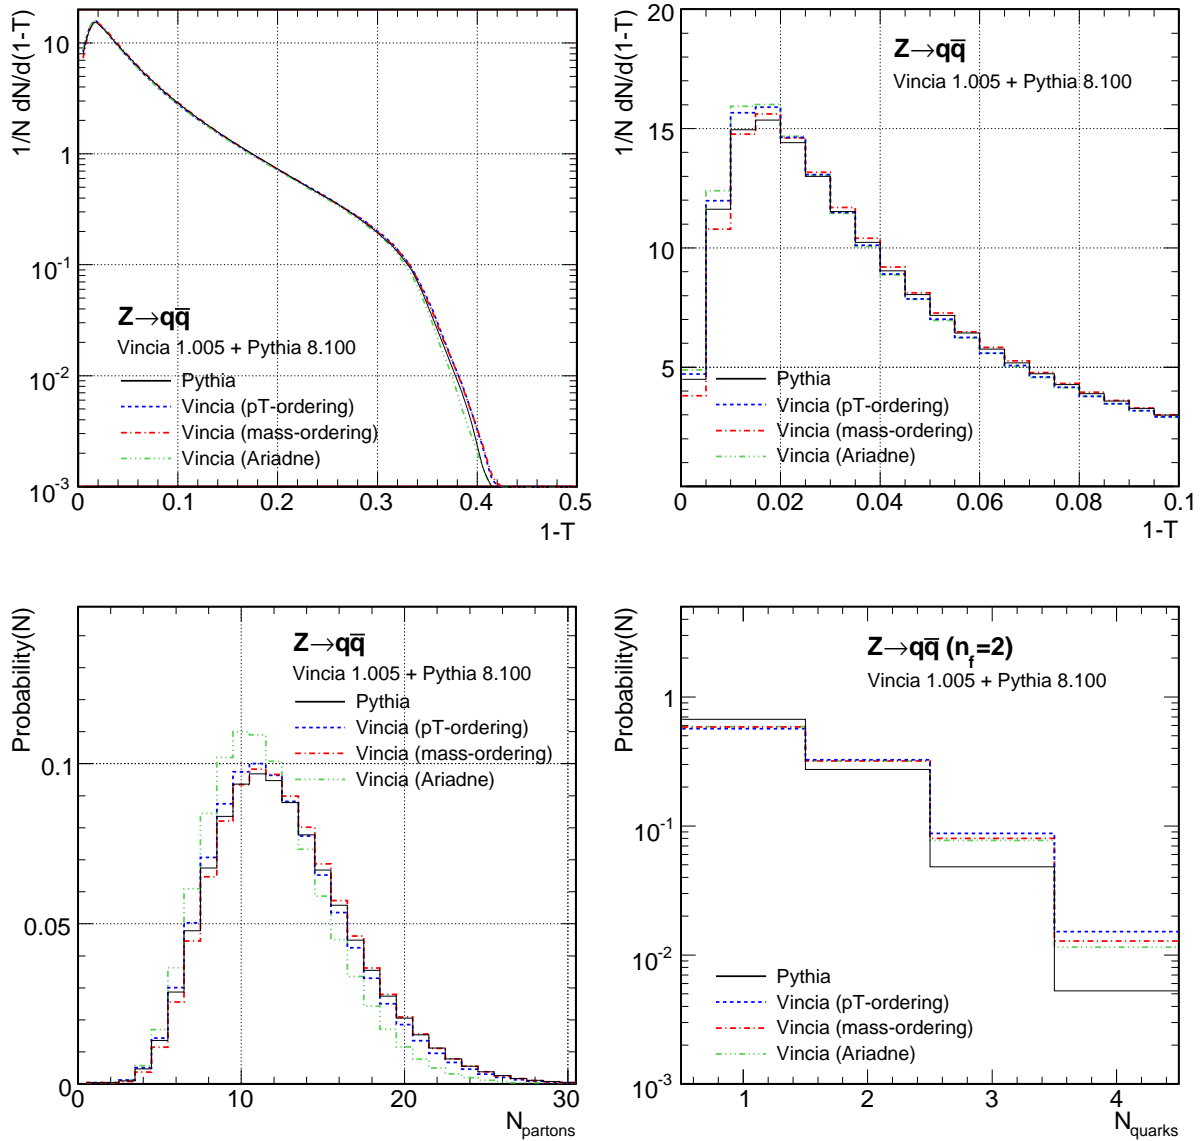 1/N dN/d(1-T)
10
1
10⁻¹
10⁻²
10⁻³
Z→qq̅
Vincia 1.005 + Pythia 8.100
Pythia
Vincia (pT-ordering)
Vincia (mass-ordering)
Vincia (Ariadne)
0 0.1 0.2 0.3 0.4 0.5
1-T
1/N dN/d(1-T)
20
15
10
5
Z→qq̅
Vincia 1.005 + Pythia 8.100
Pythia
Vincia (pT-ordering)
Vincia (mass-ordering)
Vincia (Ariadne)
0 0.02 0.04 0.06 0.08 0.1
1-T
Probability(N)
0.1
0.05
0
Z→qq̅
Vincia 1.005 + Pythia 8.100
Pythia
Vincia (pT-ordering)
Vincia (mass-ordering)
Vincia (Ariadne)
0 10 20 30
N_partons
Probability(N)
1
10⁻¹
10⁻²
10⁻³
Z→qq̅ (n_f=2)
Vincia 1.005 + Pythia 8.100
Pythia
Vincia (pT-ordering)
Vincia (mass-ordering)
Vincia (Ariadne)
1 2 3 4
N_quarks